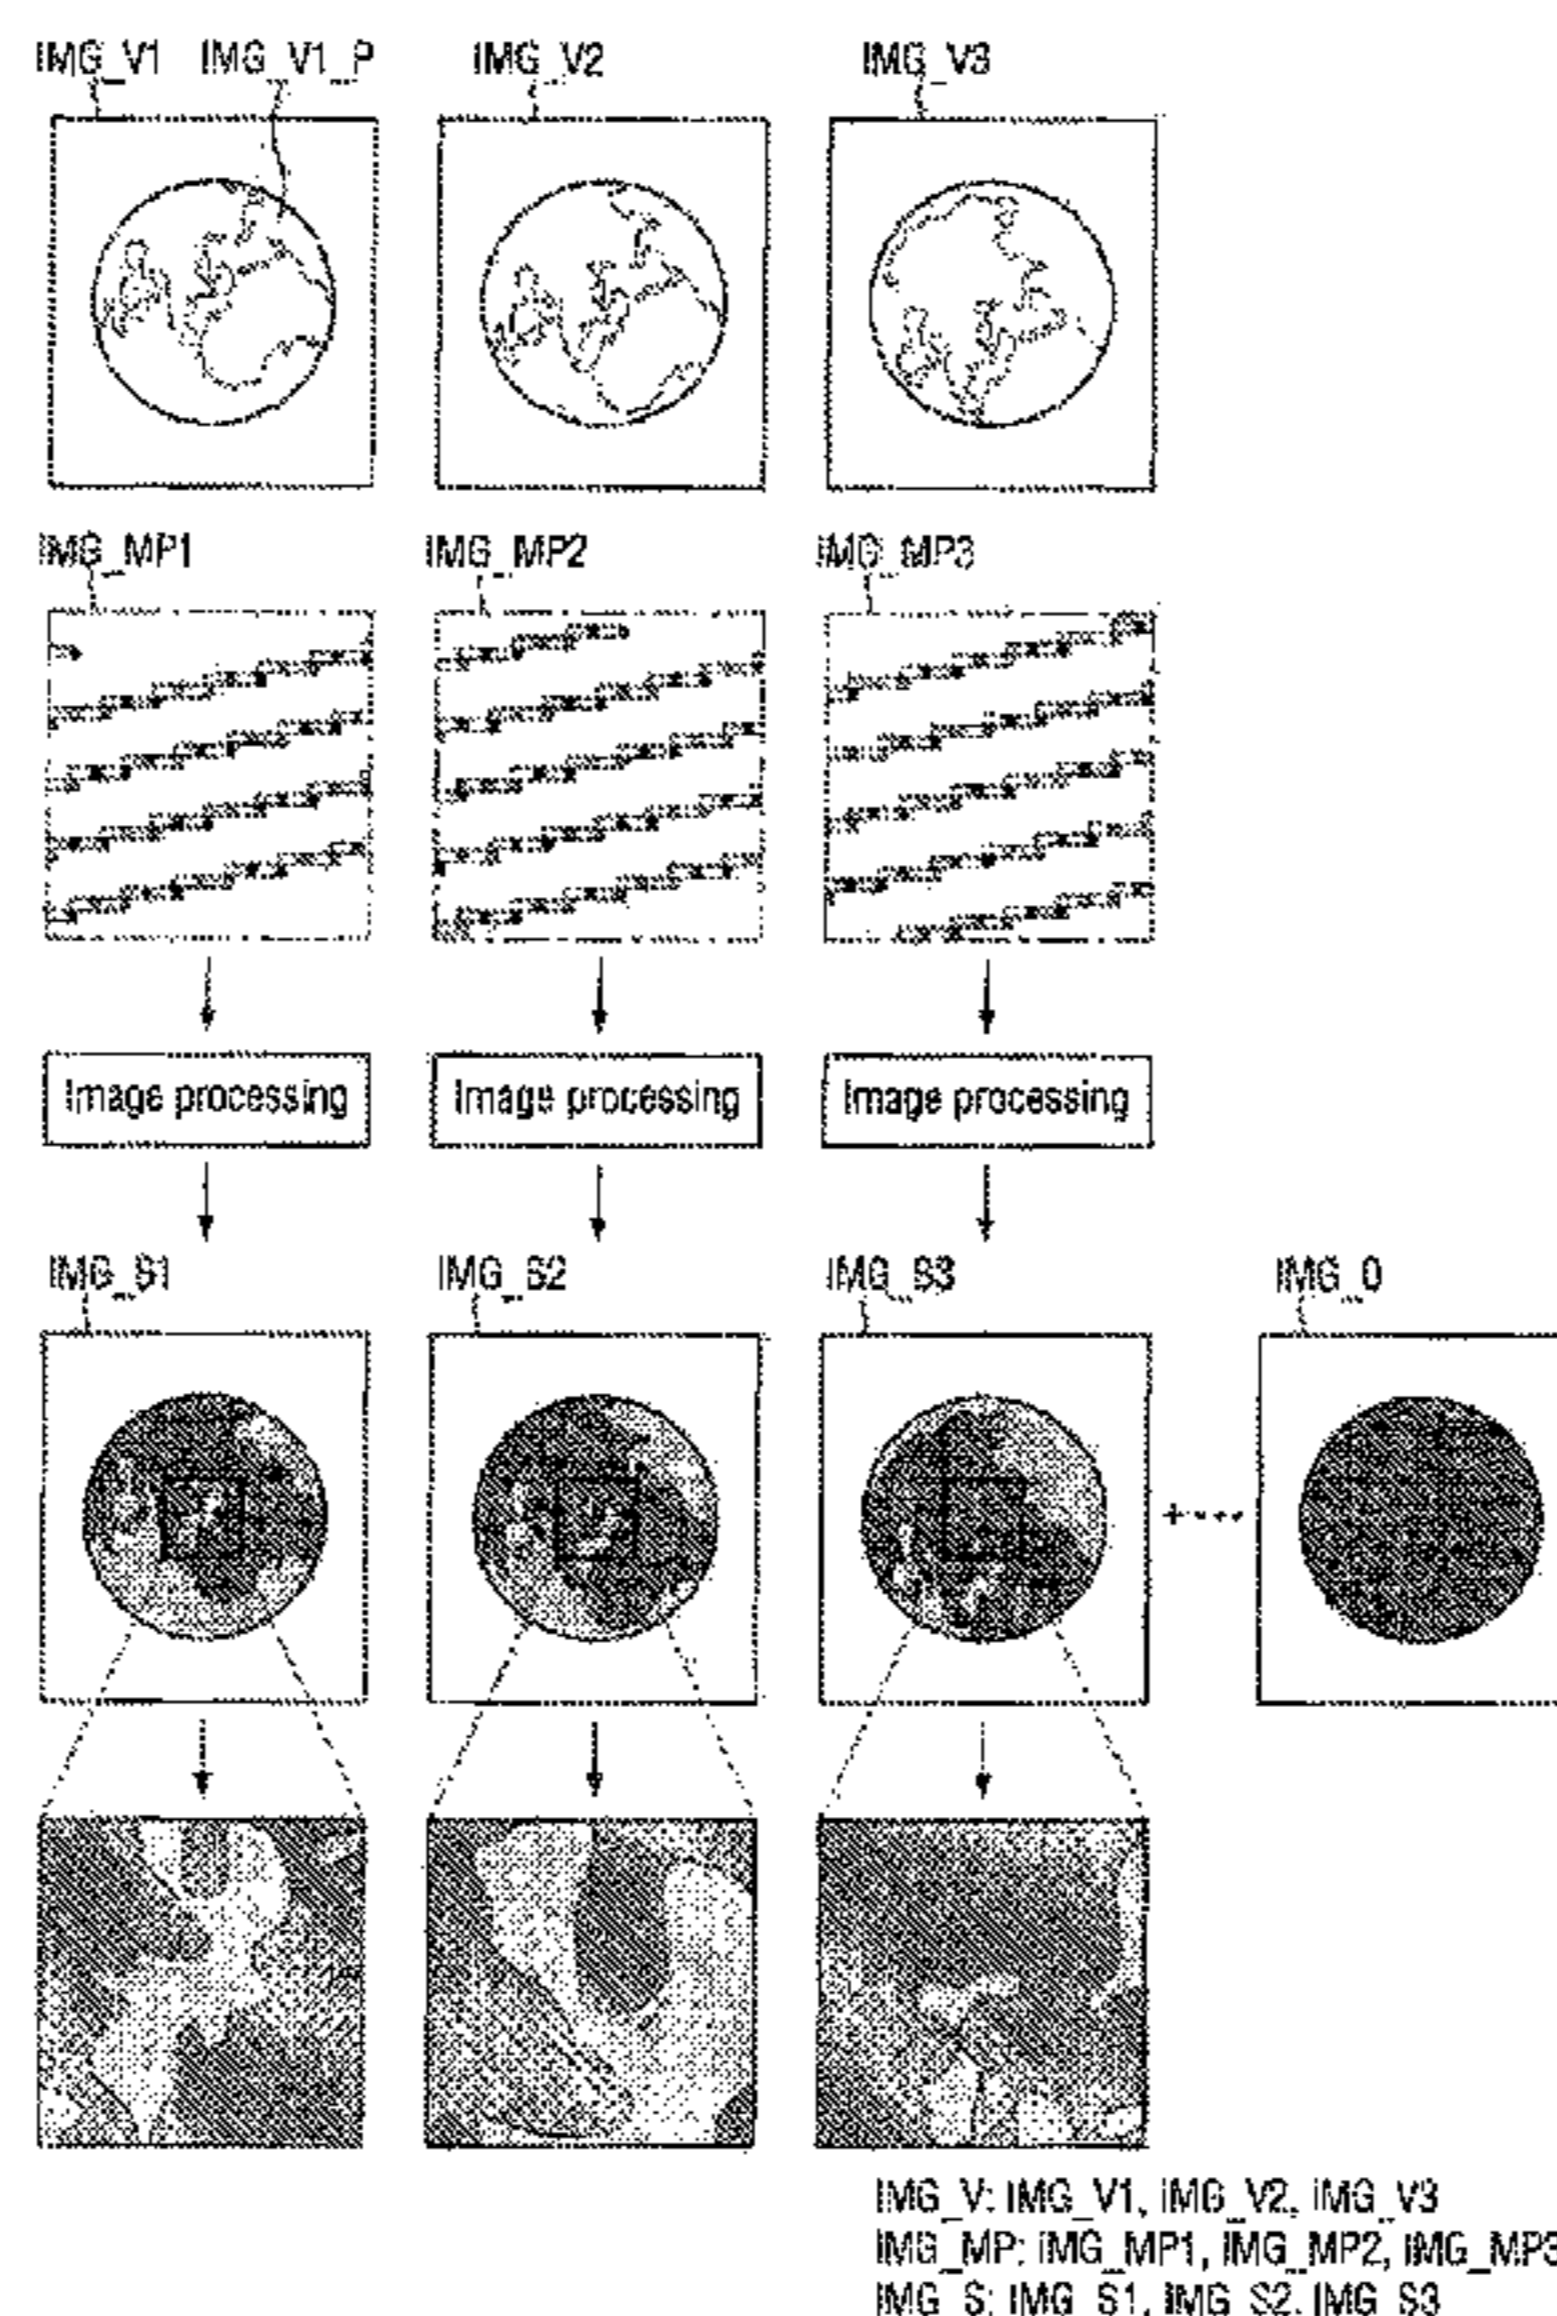 IMG_V1 IMG_V1_P IMG_V2 IMG_V3
IMG_MP1 IMG_MP2 IMG_MP3
Image processing Image processing Image processing
IMG_S1 IMG_S2 IMG_S3 IMG_O
IMG_V: IMG_V1, IMG_V2, IMG_V3
IMG_MP: IMG_MP1, IMG_MP2, IMG_MP3
IMG_S: IMG_S1, IMG_S2, IMG_S3